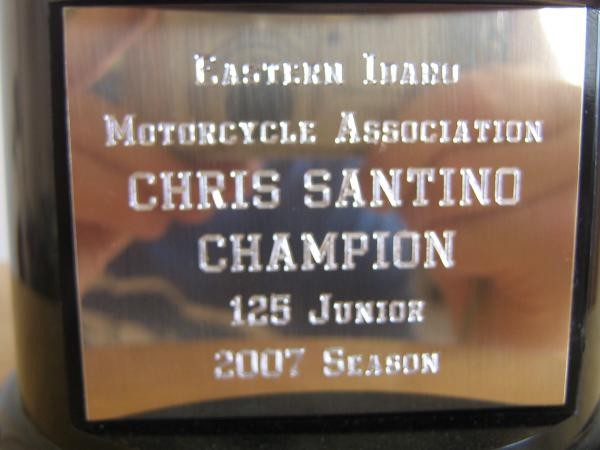 Eastern Idaho
Motorcycle Association
CHRIS SANTINO
CHAMPION
125 Junior
2007 Season